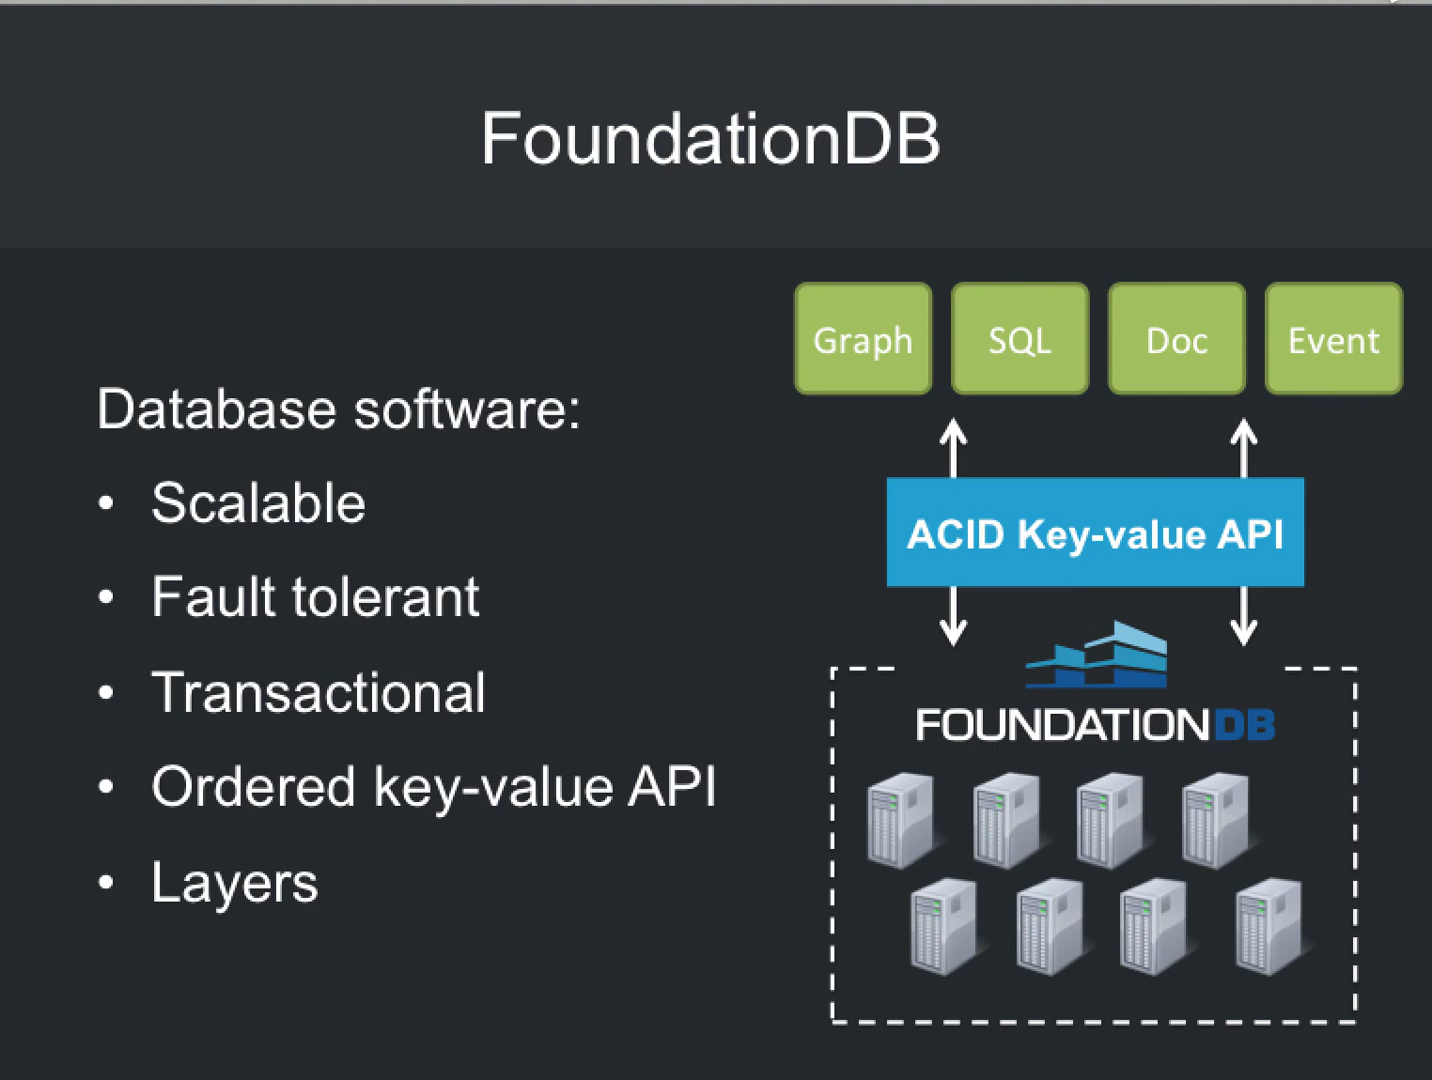 FoundationDB
Database software:
• Scalable
• Fault tolerant
• Transactional
• Ordered key-value API
• Layers
Graph
SQL
Doc
Event
ACID Key-value API
FOUNDATIONDB